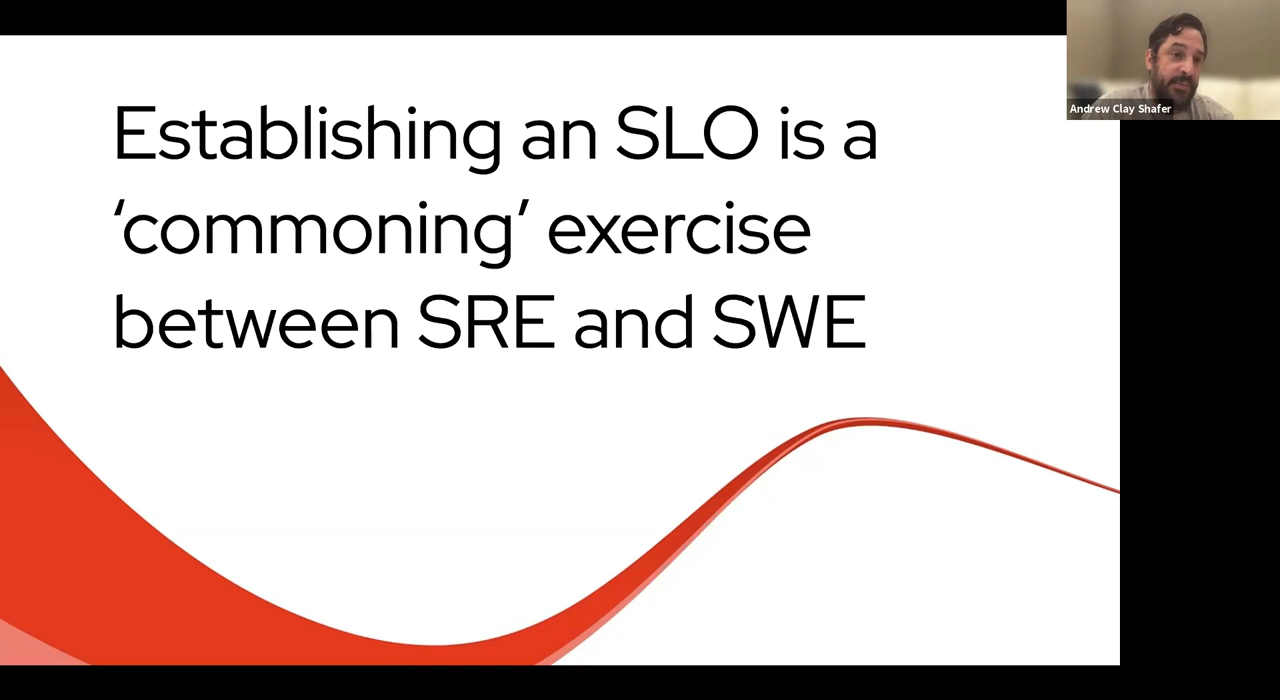 Establishing an SLO is a
‘commoning’ exercise
between SRE and SWE
Andrew Clay Shafer